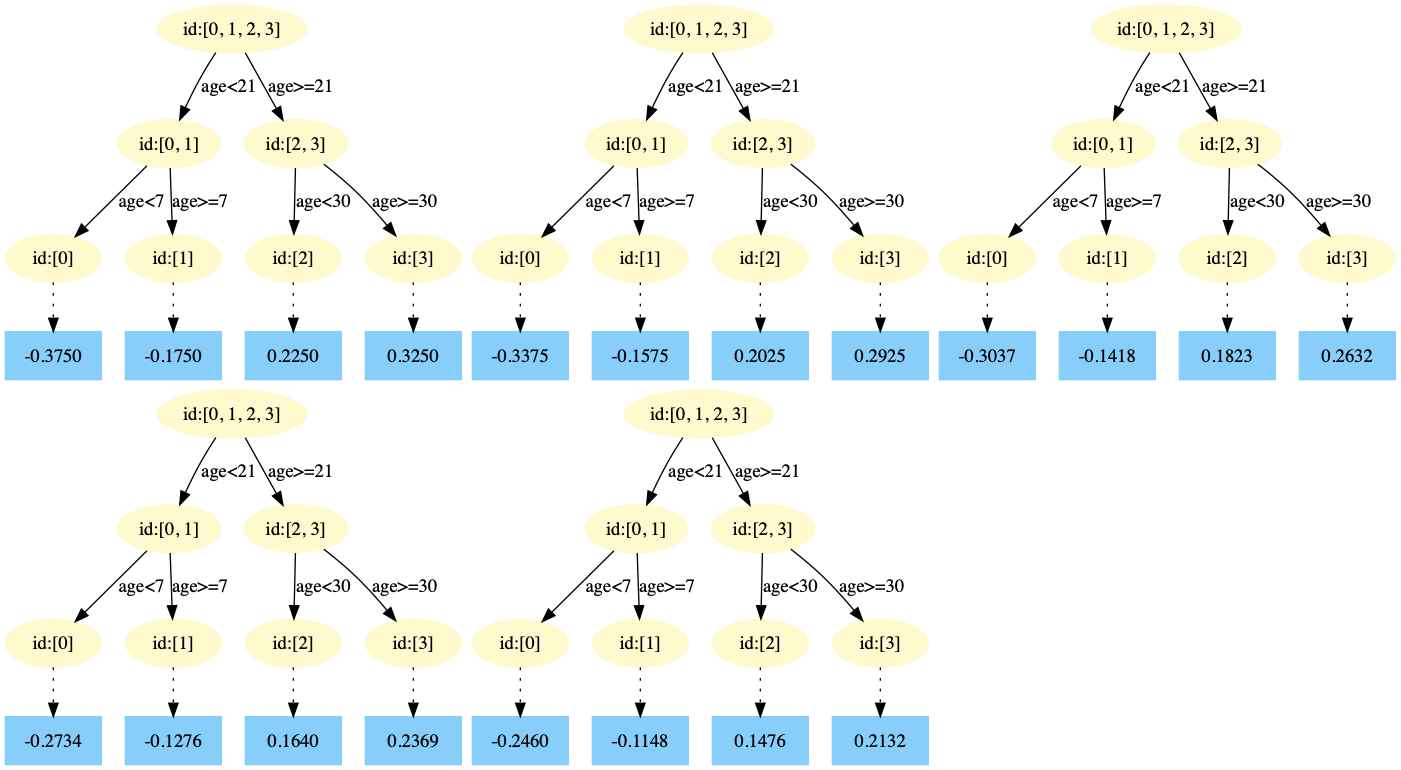 id:[0, 1, 2, 3] id:[0, 1, 2, 3] id:[0, 1, 2, 3]
age<21 age>=21 age<21 age>=21 age<21 age>=21
id:[0, 1] id:[2, 3] id:[0, 1] id:[2, 3] id:[0, 1] id:[2, 3]
age<7 age>=7 age<30 age>=30 age<7 age>=7 age<30 age>=30 age<7 age>=7 age<30 age>=30
id:[0] id:[1] id:[2] id:[3] id:[0] id:[1] id:[2] id:[3] id:[0] id:[1] id:[2] id:[3]
-0.3750 -0.1750 0.2250 0.3250 -0.3375 -0.1575 0.2025 0.2925 -0.3037 -0.1418 0.1823 0.2632
id:[0, 1, 2, 3] id:[0, 1, 2, 3]
age<21 age>=21 age<21 age>=21
id:[0, 1] id:[2, 3] id:[0, 1] id:[2, 3]
age<7 age>=7 age<30 age>=30 age<7 age>=7 age<30 age>=30
id:[0] id:[1] id:[2] id:[3] id:[0] id:[1] id:[2] id:[3]
-0.2734 -0.1276 0.1640 0.2369 -0.2460 -0.1148 0.1476 0.2132